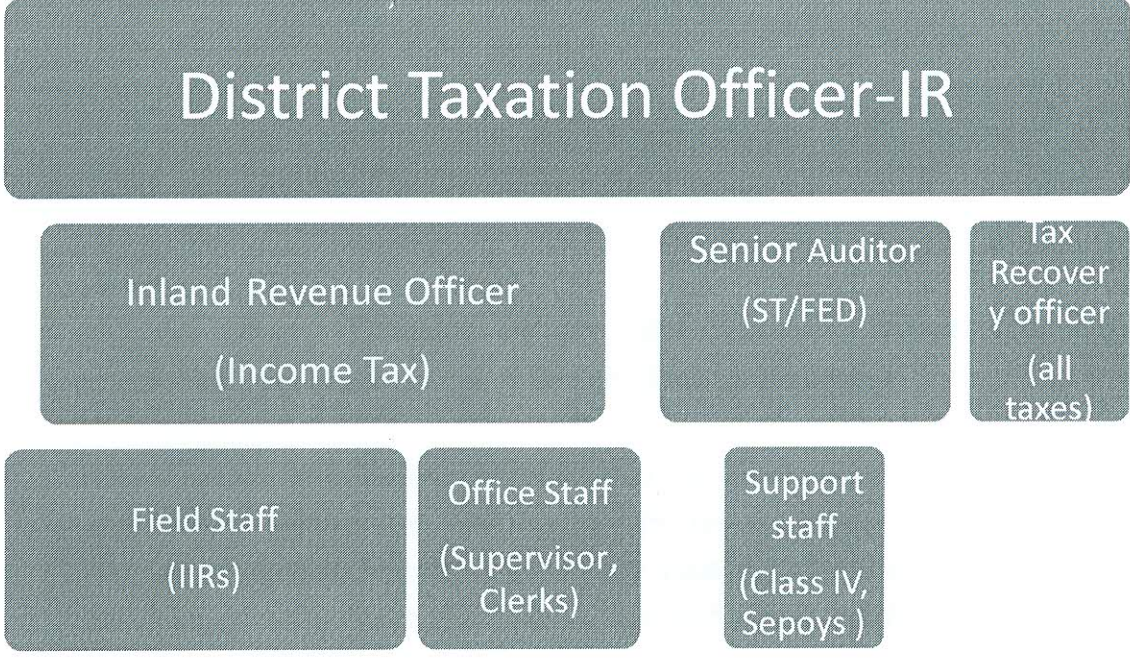 District Taxation Officer-IR
Inland Revenue Officer
(Income Tax)
Senior Auditor
(ST/FED)
Tax
Recover
y officer
(all
taxes)
Field Staff
(IIRs)
Office Staff
(Supervisor,
Clerks)
Support
staff
(Class IV,
Sepoys )